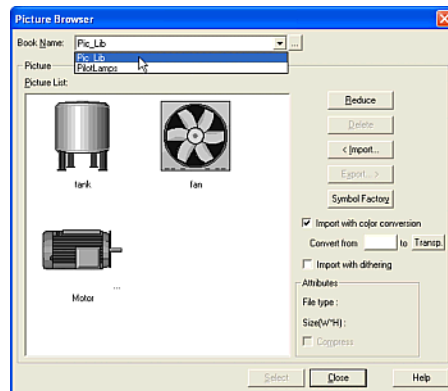 Picture Browser
Book Name: Pic_Lib ...
Pic_Lib
PilotLamps
Picture
Picture List:
tank
fan
Motor
...
Reduce
Delete
< Import...
Export... >
Symbol Factory
Import with color conversion
Convert from to Transp.
Import with dithering
Attributes
File type :
Size(W*H) :
Compress
Select
Close
Help